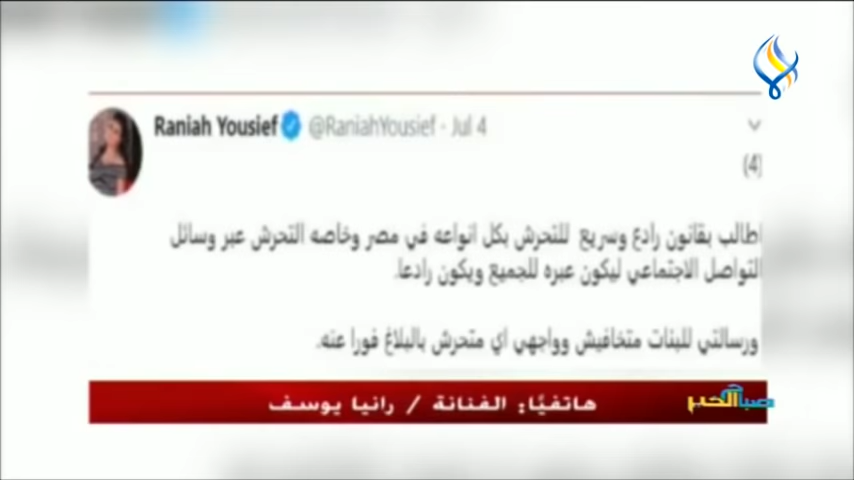 Raniah Yousief @RaniahYousief · Jul 4
(4)
اطالب بقانون رادع وسريع للتحرش بكل انواعه في مصر وخاصه التحرش عبر وسائل
التواصل الاجتماعي ليكون عبره للجميع ويكون رادعا.
ورسالتي للبنات متخافيش وواجهي اي متحرش بالبلاغ فورا عنه.
هاتفيًا: الفنانة / رانيا يوسف
صباح الخير